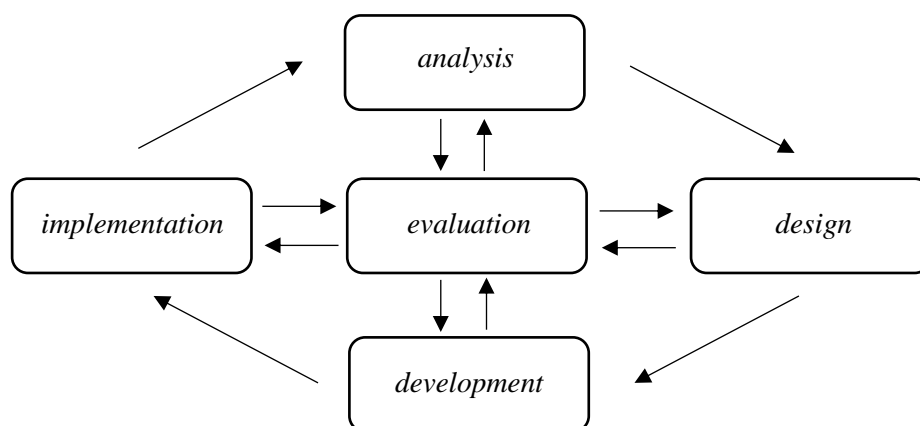 analysis
implementation
evaluation
design
development